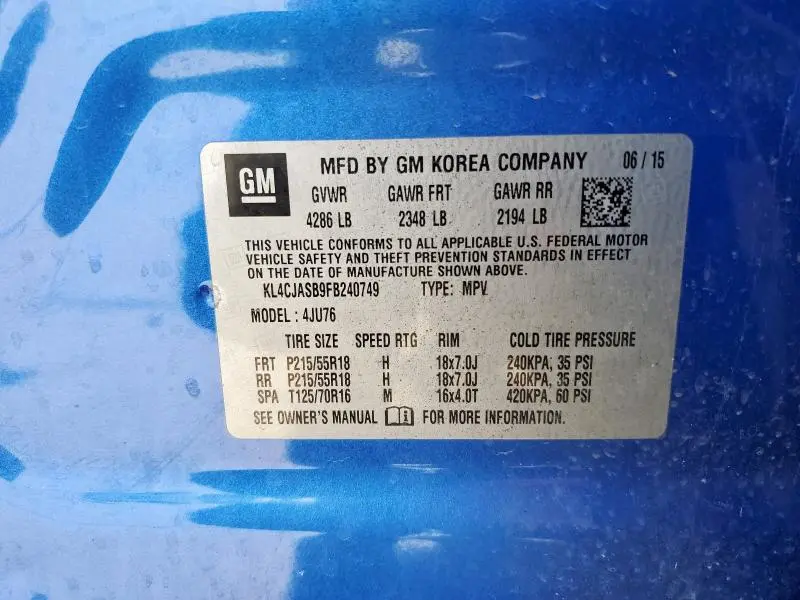 GM MFD BY GM KOREA COMPANY 06 / 15
GVWR GAWR FRT GAWR RR
4286 LB 2348 LB 2194 LB
THIS VEHICLE CONFORMS TO ALL APPLICABLE U.S. FEDERAL MOTOR
VEHICLE SAFETY AND THEFT PREVENTION STANDARDS IN EFFECT
ON THE DATE OF MANUFACTURE SHOWN ABOVE.
KL4CJASB9FB240749 TYPE: MPV
MODEL : 4JU76
TIRE SIZE SPEED RTG RIM COLD TIRE PRESSURE
FRT P215/55R18 H 18x7.0J 240KPA, 35 PSI
RR P215/55R18 H 18x7.0J 240KPA, 35 PSI
SPA T125/70R16 M 16x4.0T 420KPA, 60 PSI
SEE OWNER'S MANUAL i FOR MORE INFORMATION.